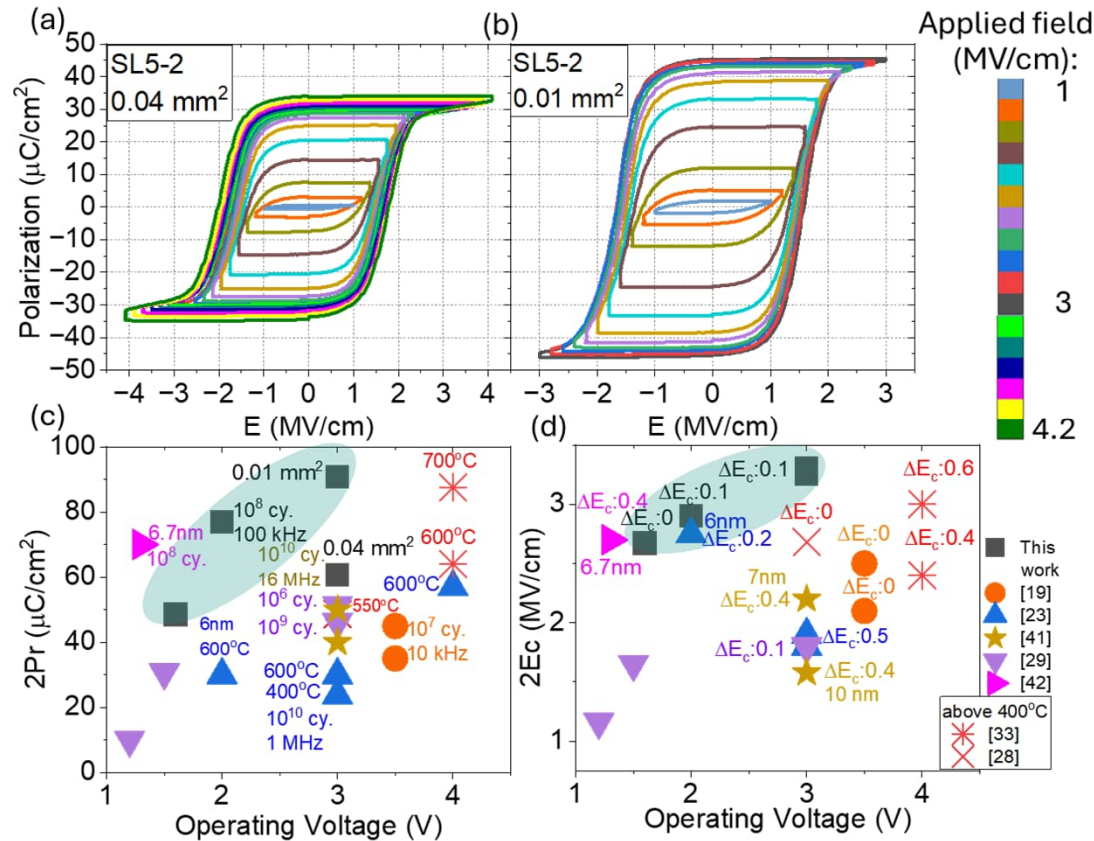 (a)
(b)
Applied field
(MV/cm):
SL5-2
0.04 mm²
SL5-2
0.01 mm²
Polarization (μC/cm²)
50
40
30
20
10
0
−10
−20
−30
−40
−50
−4 −3 −2 −1 0 1 2 3 4
E (MV/cm)
−3 −2 −1 0 1 2 3
E (MV/cm)
1
3
4.2
(c)
2Pr (μC/cm²)
100
80
60
40
20
0
1 2 3 4
Operating Voltage (V)
0.01 mm²
700°C
10⁸ cy.
100 kHz
6.7nm
10⁸ cy.
10¹⁰ cy.
16 MHz
0.04 mm²
600°C
600°C
10⁶ cy.
550°C
10⁹ cy.
10⁷ cy.
10 kHz
6nm
600°C
600°C
400°C
10¹⁰ cy.
1 MHz
(d)
2Ec (MV/cm)
3
2
1
1 2 3 4
Operating Voltage (V)
ΔEc:0.1
ΔEc:0.6
ΔEc:0.4
ΔEc:0.1
ΔEc:0
6nm
ΔEc:0.2
ΔEc:0
ΔEc:0.4
6.7nm
ΔEc:0
ΔEc:0
7nm
ΔEc:0.4
ΔEc:0.5
ΔEc:0.1
ΔEc:0.4
10 nm
This
work
[19]
[23]
[41]
[29]
[42]
above 400°C
[33]
[28]